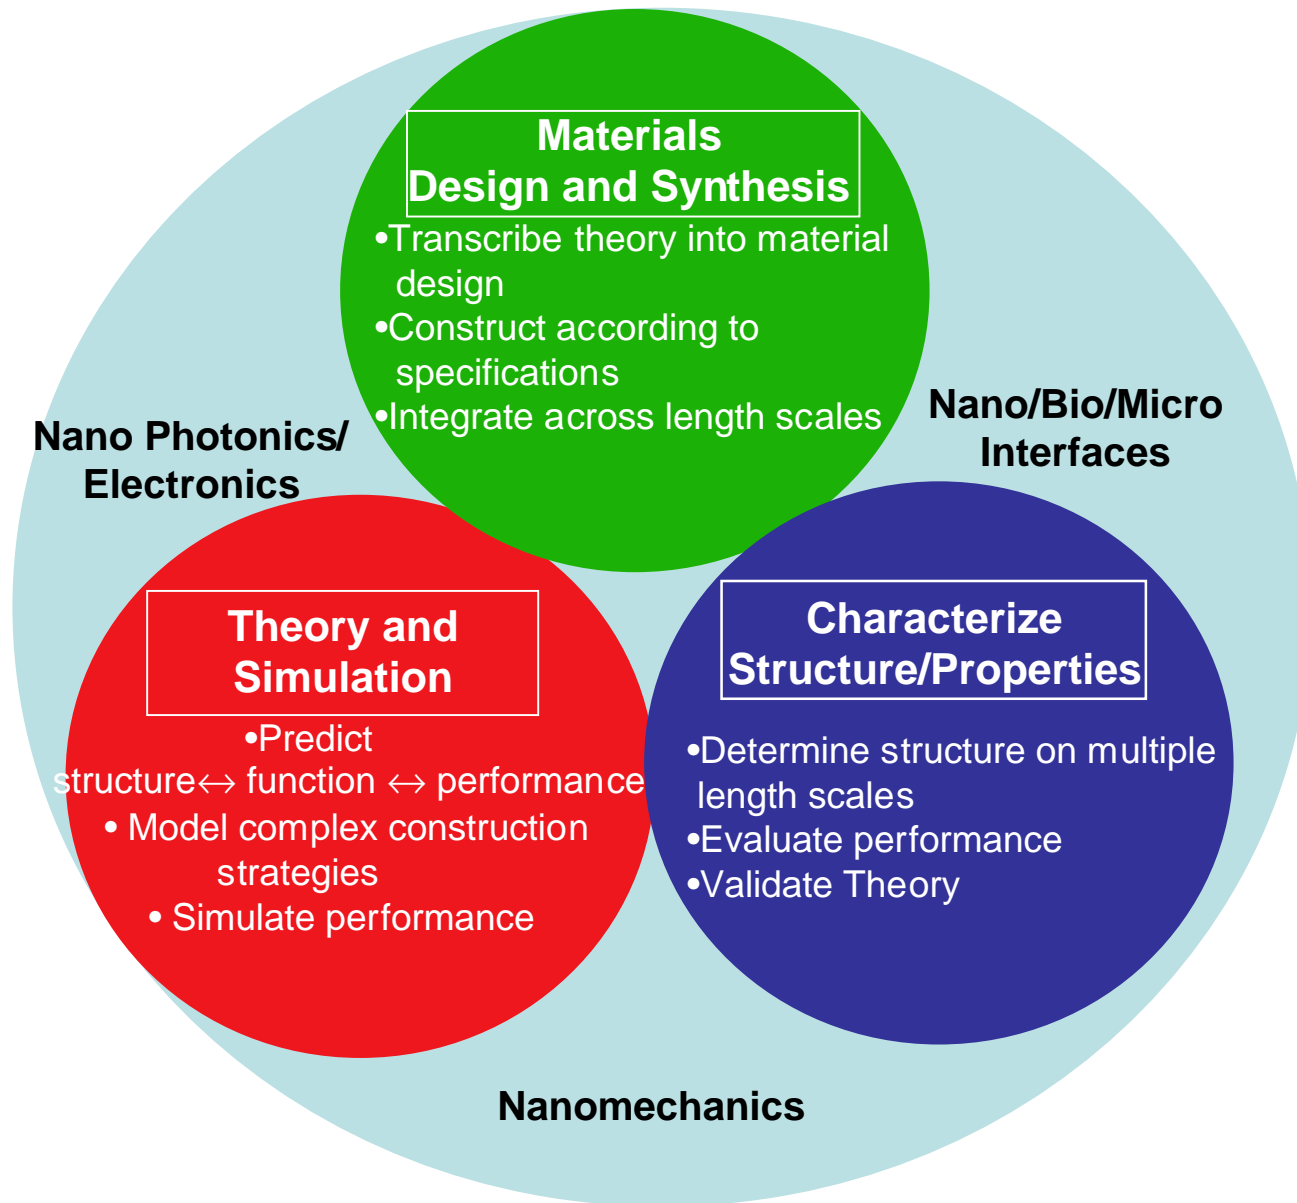 Materials
Design and Synthesis
•Transcribe theory into material
design
•Construct according to
specifications
•Integrate across length scales
Nano Photonics/
Electronics
Nano/Bio/Micro
Interfaces
Theory and
Simulation
•Predict
structure↔ function ↔ performance
• Model complex construction
strategies
• Simulate performance
Characterize
Structure/Properties
•Determine structure on multiple
length scales
•Evaluate performance
•Validate Theory
Nanomechanics